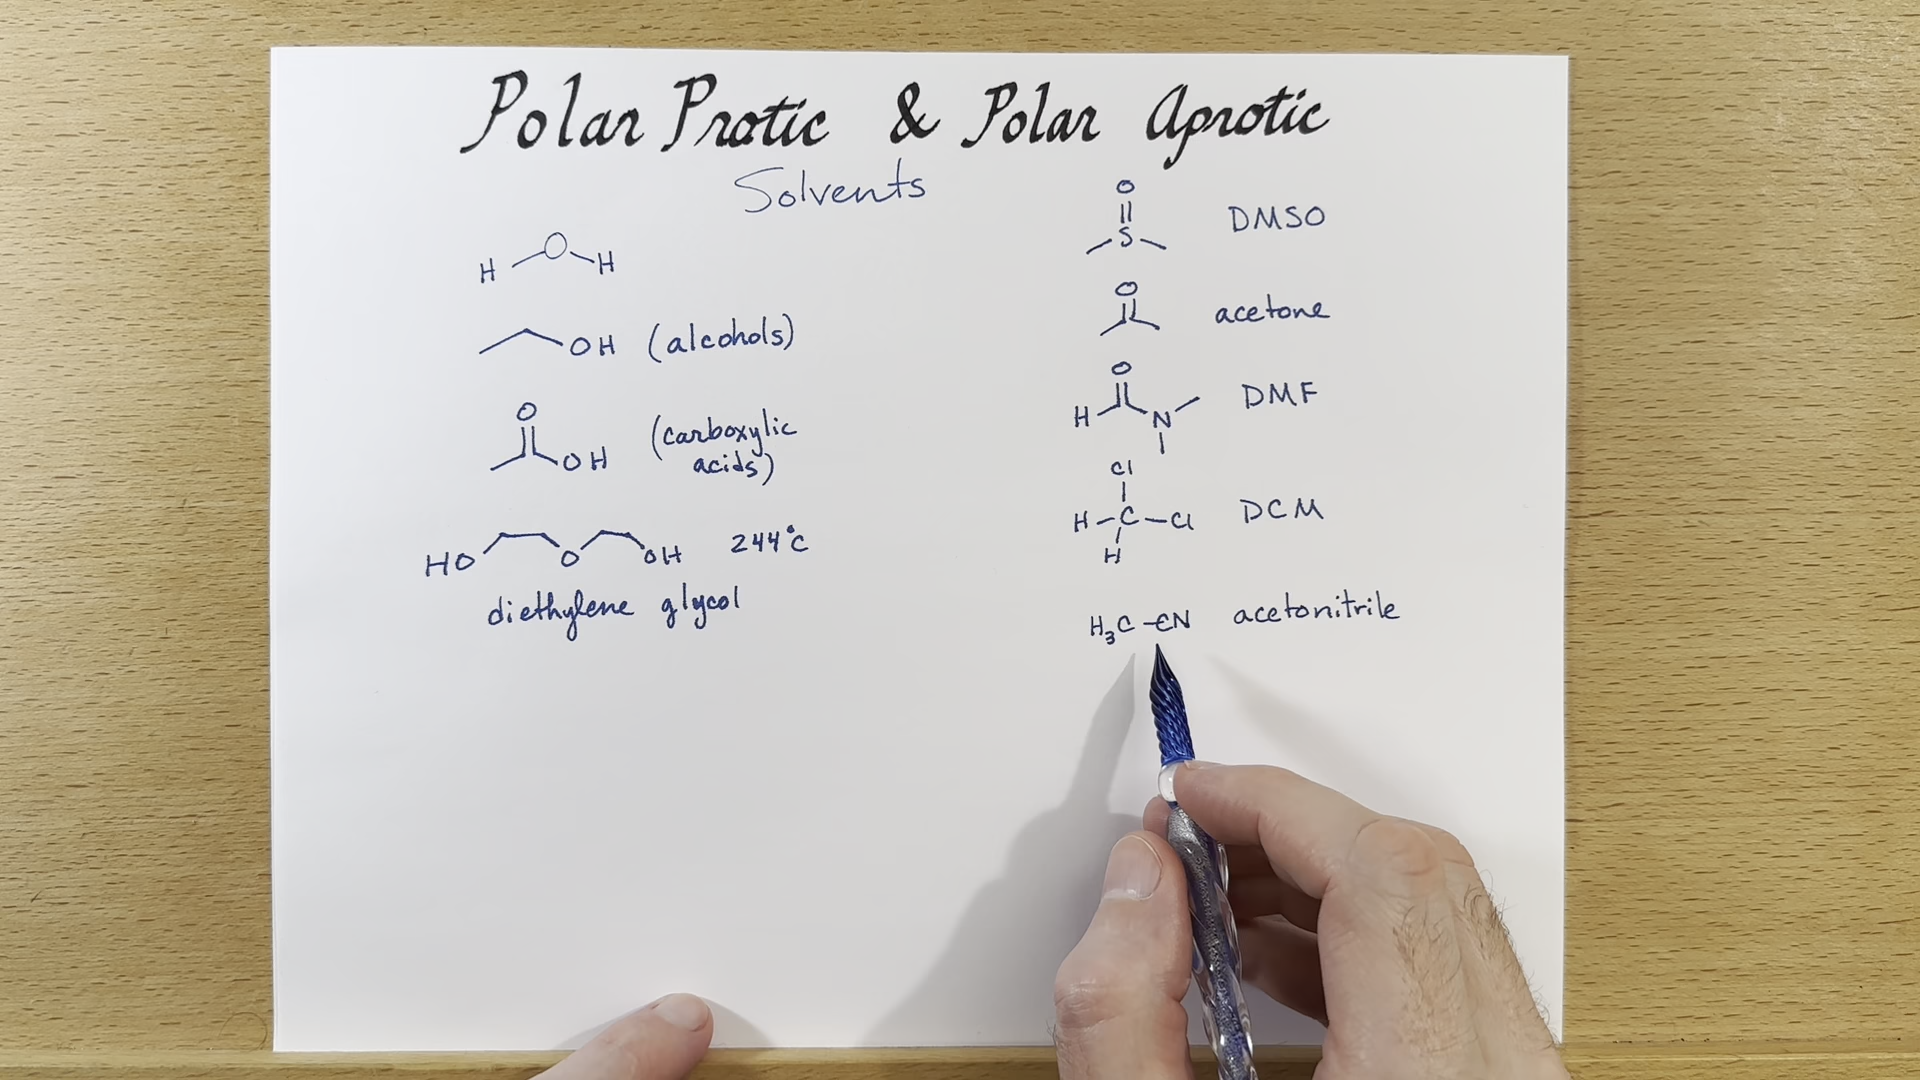 Polar Protic & Polar Aprotic
Solvents
H O H
OH (alcohols)
O
OH (carboxylic
acids)
HO O OH 244°C
diethylene glycol
O
S DMSO
O
acetone
O
H N DMF
Cl
H-C-Cl DCM
H
H₃C-CN acetonitrile